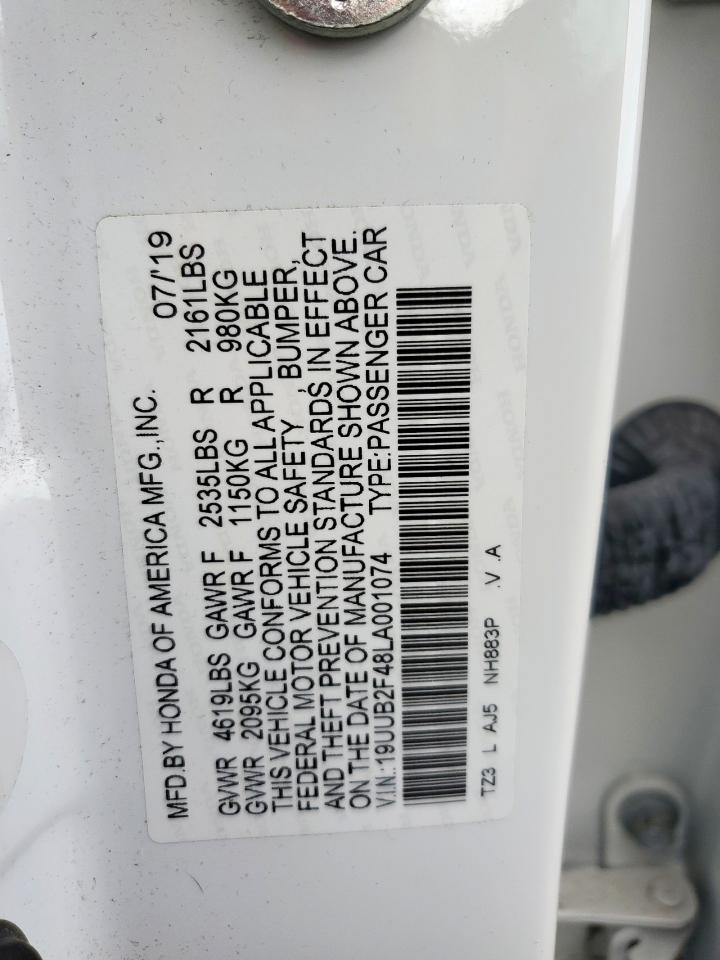 MFD.BY HONDA OF AMERICA MFG.,INC. 07/'19
GVWR 4619LBS GAWR F 2535LBS R 2161LBS
GVWR 2095KG GAWR F 1150KG R 980KG
THIS VEHICLE CONFORMS TO ALL APPLICABLE
FEDERAL MOTOR VEHICLE SAFETY, BUMPER,
AND THEFT PREVENTION STANDARDS IN EFFECT
ON THE DATE OF MANUFACTURE SHOWN ABOVE.
V.I.N.:19UUB2F48LA001074 TYPE:PASSENGER CAR
TZ3 L AJ5 NH883P .V .A